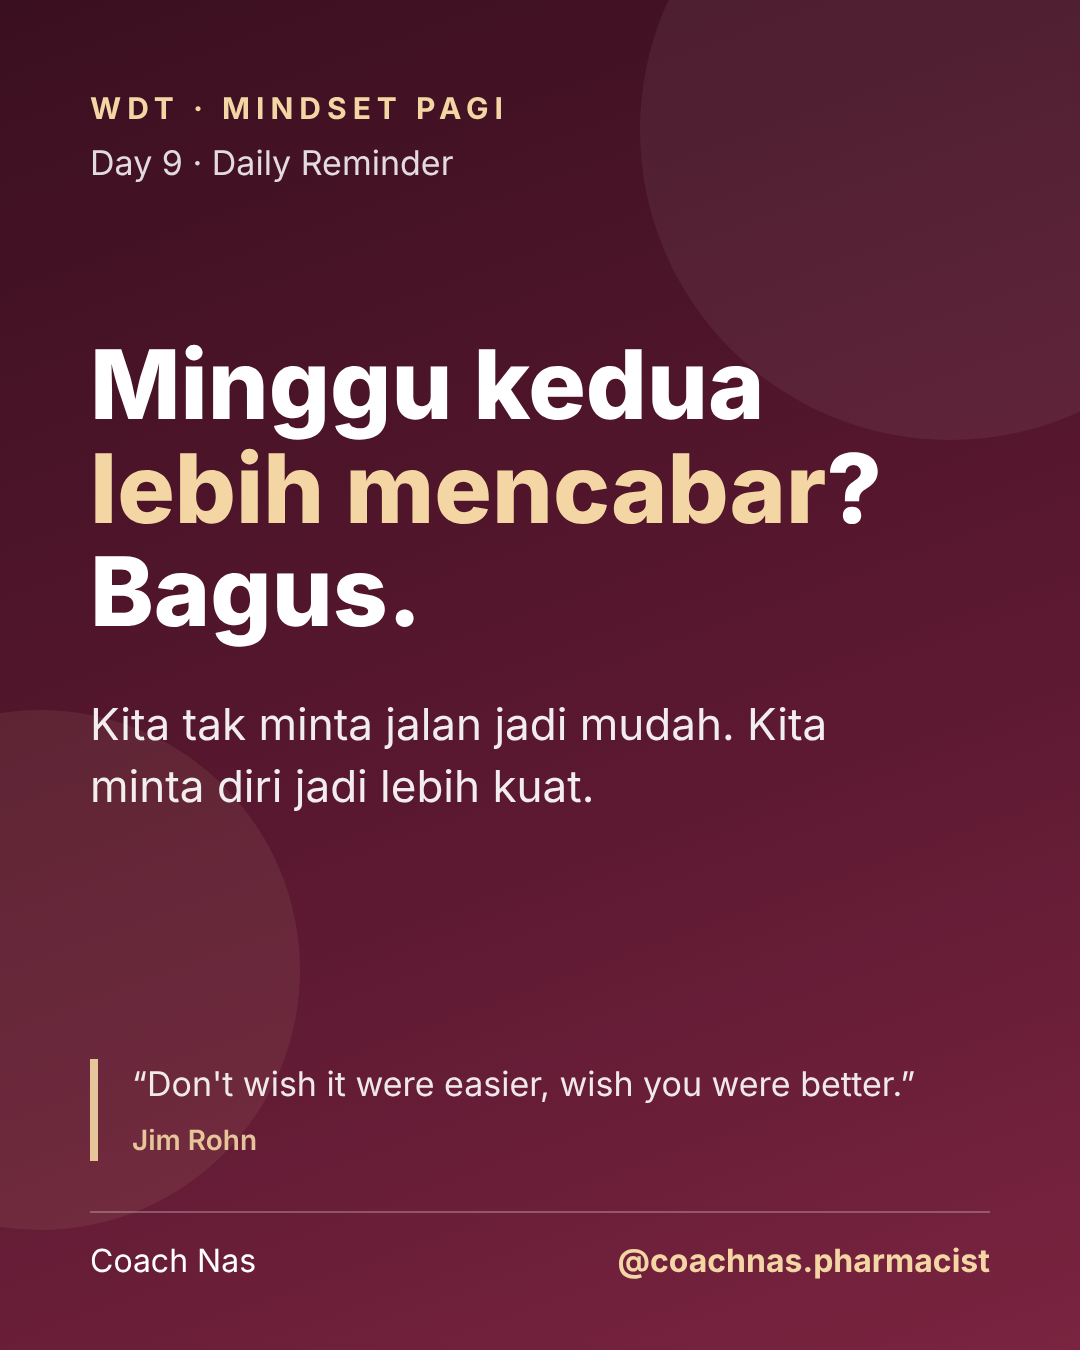 WDT · MINDSET PAGI
Day 9 · Daily Reminder
Minggu kedua
lebih mencabar?
Bagus.
Kita tak minta jalan jadi mudah. Kita
minta diri jadi lebih kuat.
“Don't wish it were easier, wish you were better.”
Jim Rohn
Coach Nas
@coachnas.pharmacist